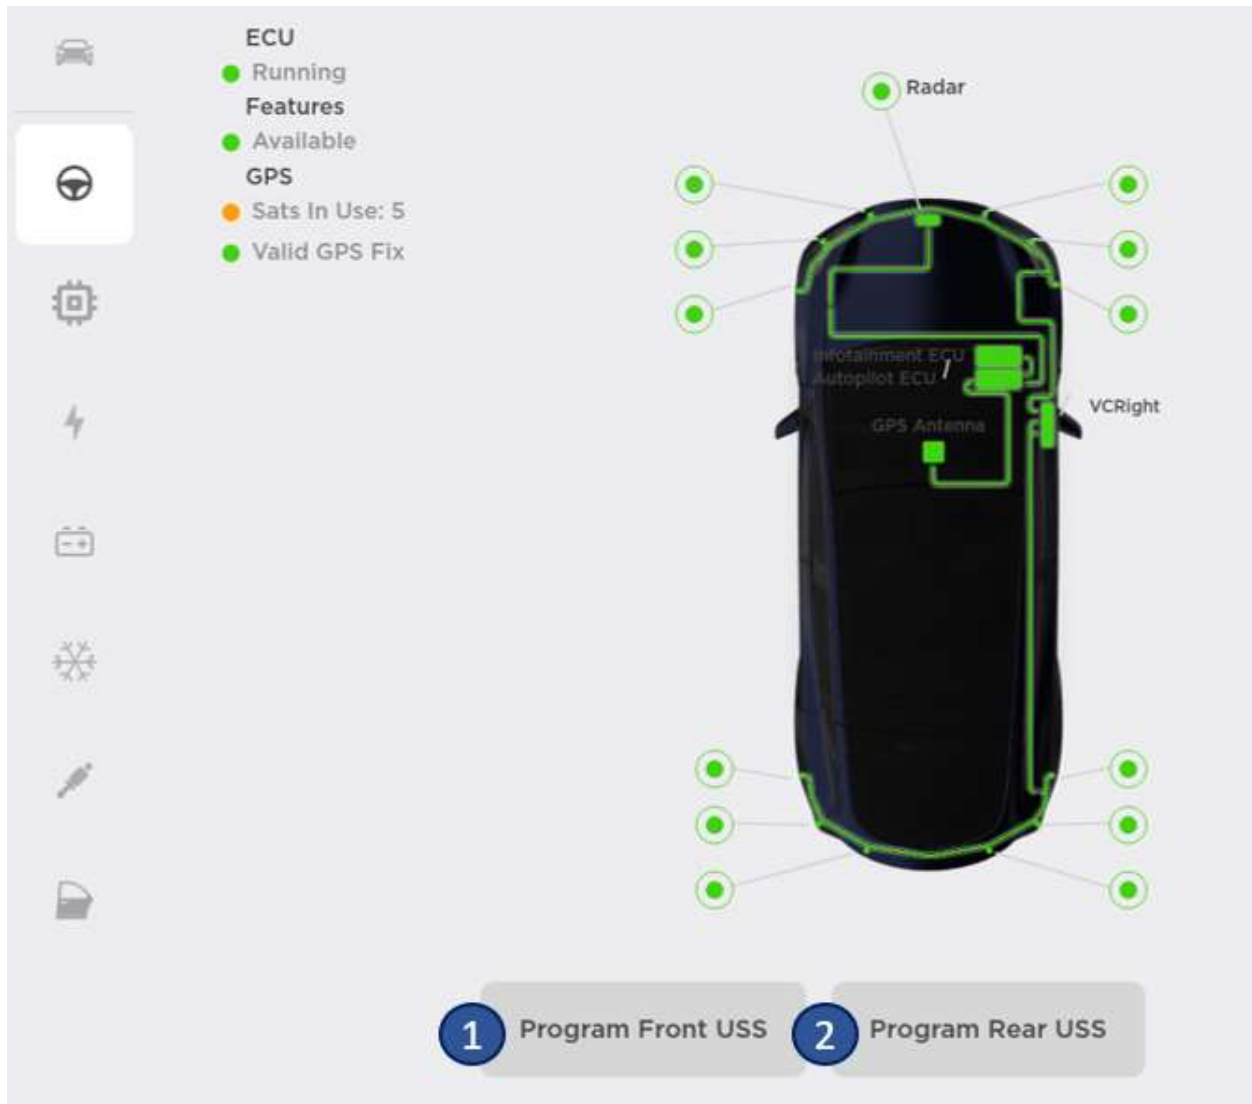 ECU
Running
Features
Available
GPS
Sats In Use: 5
Valid GPS Fix
Radar
Infotainment ECU
Autopilot ECU
GPS Antenna
VCRight
1 Program Front USS
2 Program Rear USS